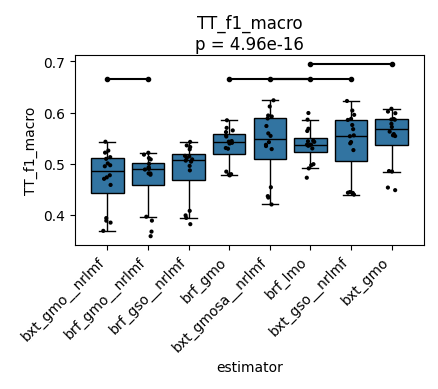 TT_f1_macro
p = 4.96e-16
0.7
0.6
0.5
0.4
TT_f1_macro
bxt_gmo__nrlmf
brf_gmo__nrlmf
brf_gso__nrlmf
brf_gmo
bxt_gmosa__nrlmf
brf_lmo
bxt_gso__nrlmf
bxt_gmo
estimator